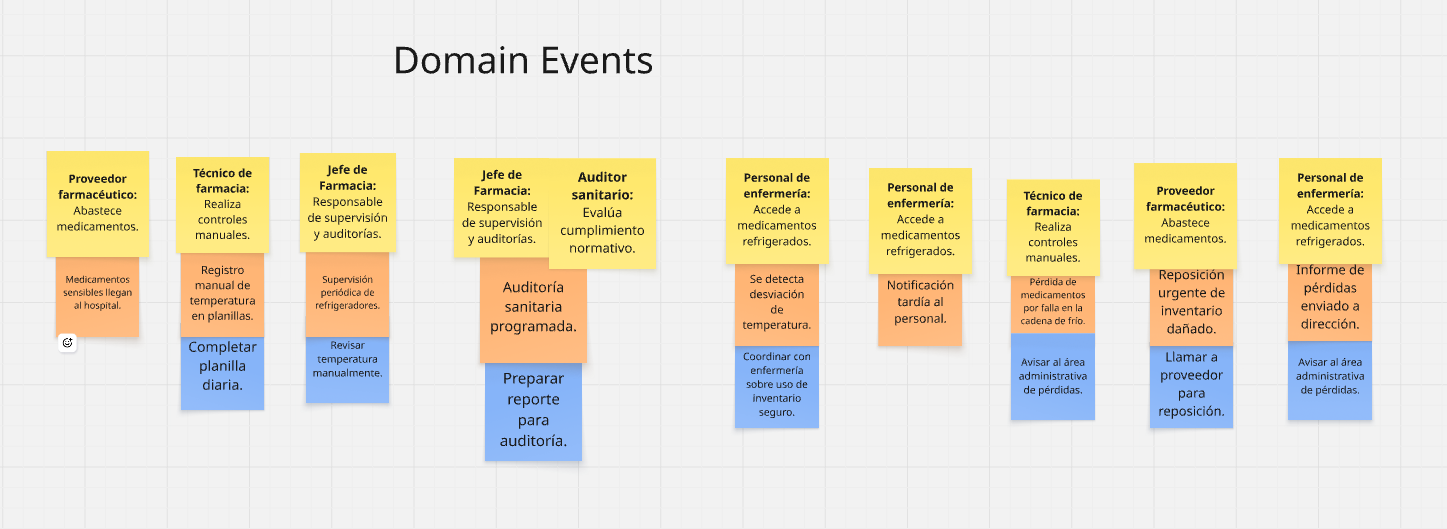 Domain Events
Proveedor
farmacéutico:
Abastece
medicamentos.
Medicamentos
sensibles llegan
al hospital.
Técnico de
farmacia:
Realiza
controles
manuales.
Registro
manual de
temperatura
en planillas.
Completar
planilla
diaria.
Jefe de
Farmacia:
Responsable
de supervisión
y auditorías.
Supervisión
periódica de
refrigeradores.
Revisar
temperatura
manualmente.
Jefe de
Farmacia:
Responsable
de supervisión
y auditorías.
Auditor
sanitario:
Evalúa
cumplimiento
normativo.
Auditoría
sanitaria
programada.
Preparar
reporte
para
auditoría.
Personal de
enfermería:
Accede a
medicamentos
refrigerados.
Se detecta
desviación
de
temperatura.
Coordinar con
enfermería
sobre uso de
inventario
seguro.
Personal de
enfermería:
Accede a
medicamentos
refrigerados.
Notificación
tardía al
personal.
Técnico de
farmacia:
Realiza
controles
manuales.
Pérdida de
medicamentos
por falla en la
cadena de frío.
Avisar al área
administrativa
de pérdidas.
Proveedor
farmacéutico:
Abastece
medicamentos.
Reposición
urgente de
inventario
dañado.
Llamar a
proveedor
para
reposición.
Personal de
enfermería:
Accede a
medicamentos
refrigerados.
Informe de
pérdidas
enviado a
dirección.
Avisar al área
administrativa
de pérdidas.